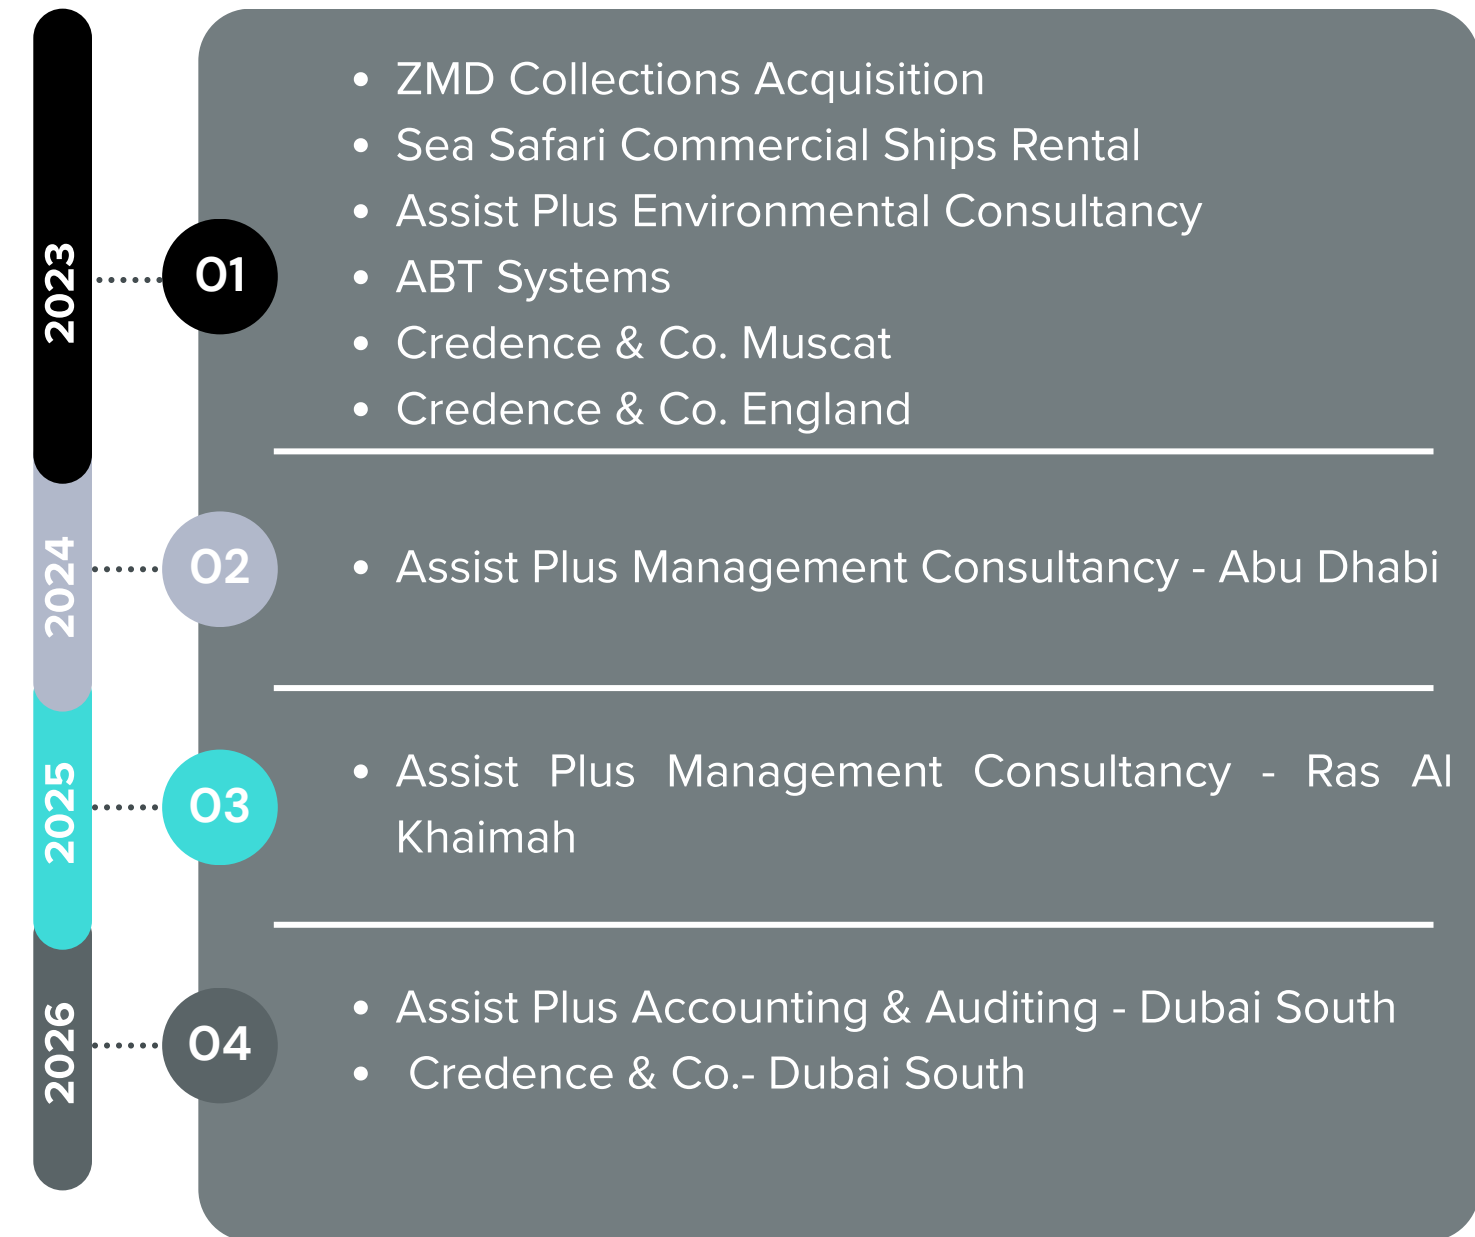 2023
01
• ZMD Collections Acquisition
• Sea Safari Commercial Ships Rental
• Assist Plus Environmental Consultancy
• ABT Systems
• Credence & Co. Muscat
• Credence & Co. England
2024
02
• Assist Plus Management Consultancy - Abu Dhabi
2025
03
• Assist Plus Management Consultancy - Ras Al
Khaimah
2026
04
• Assist Plus Accounting & Auditing - Dubai South
• Credence & Co.- Dubai South